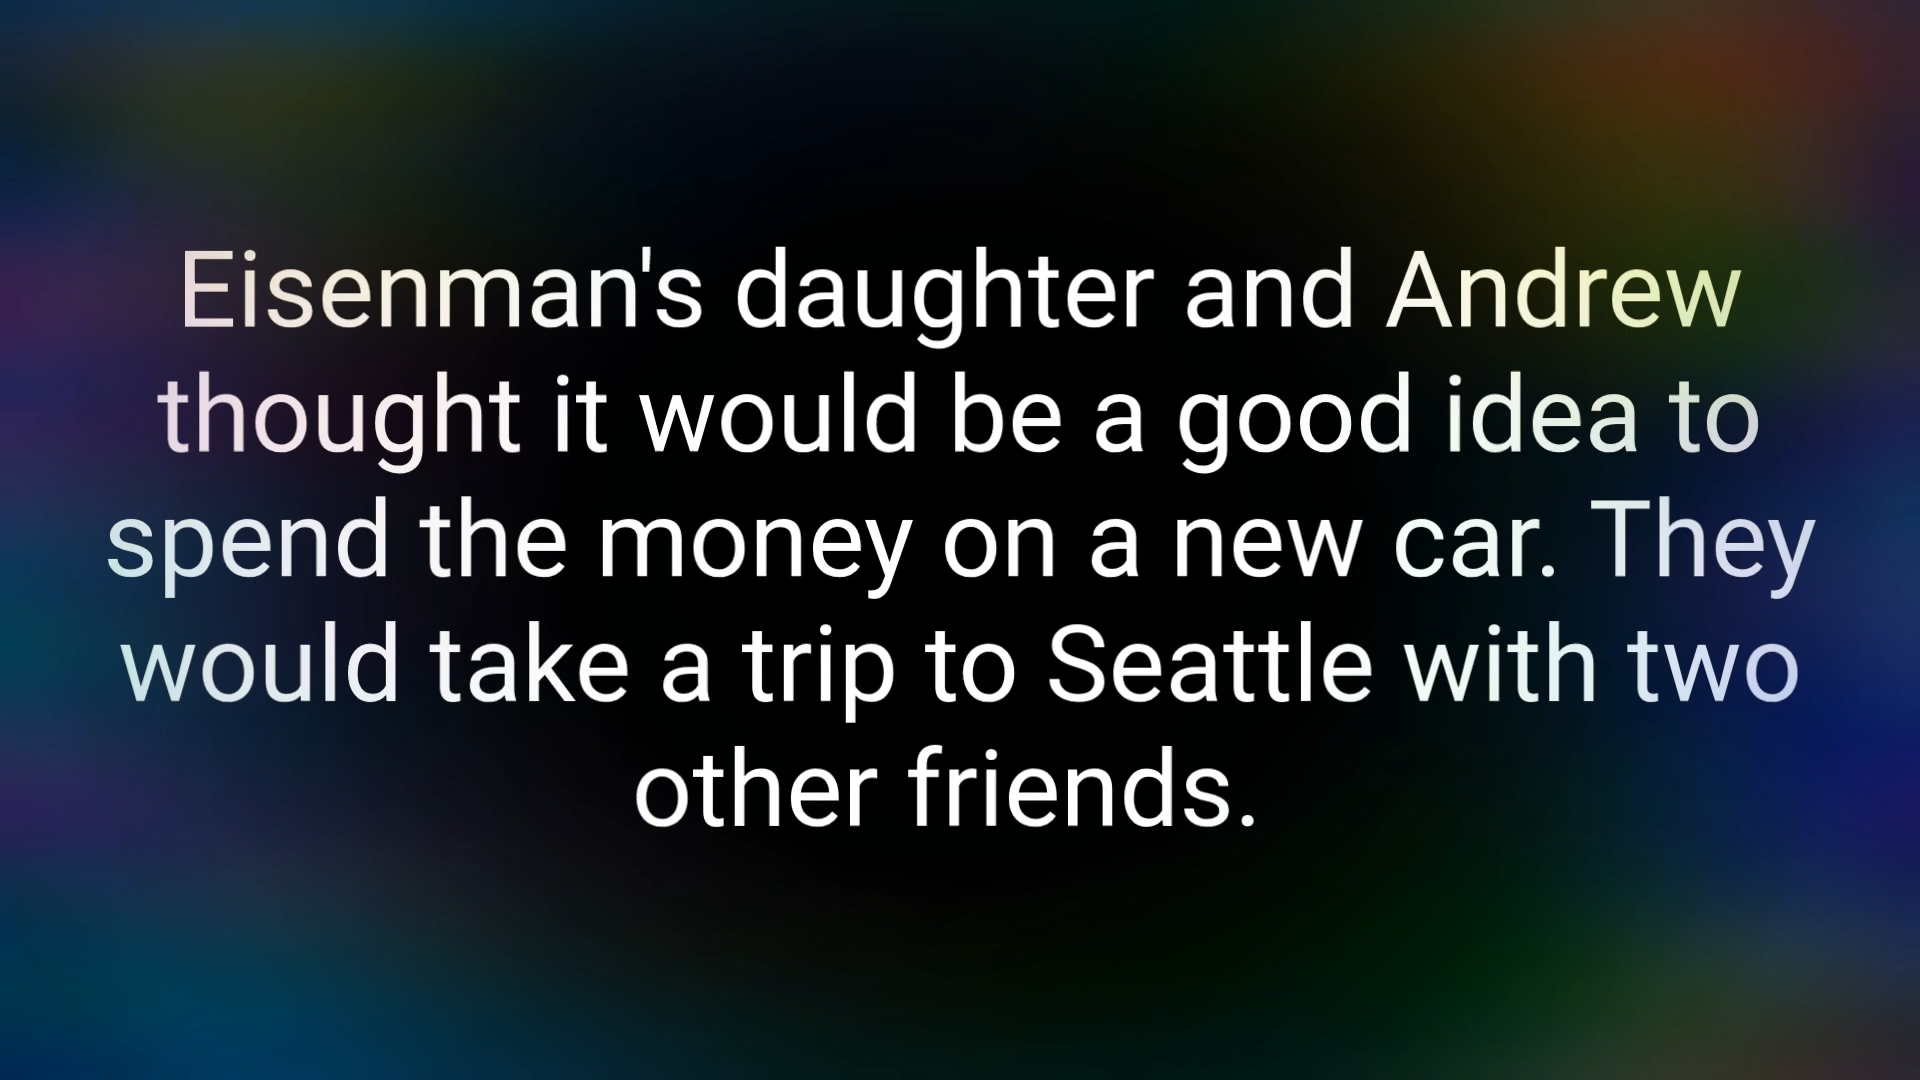 Eisenman's daughter and Andrew
thought it would be a good idea to
spend the money on a new car. They
would take a trip to Seattle with two
other friends.